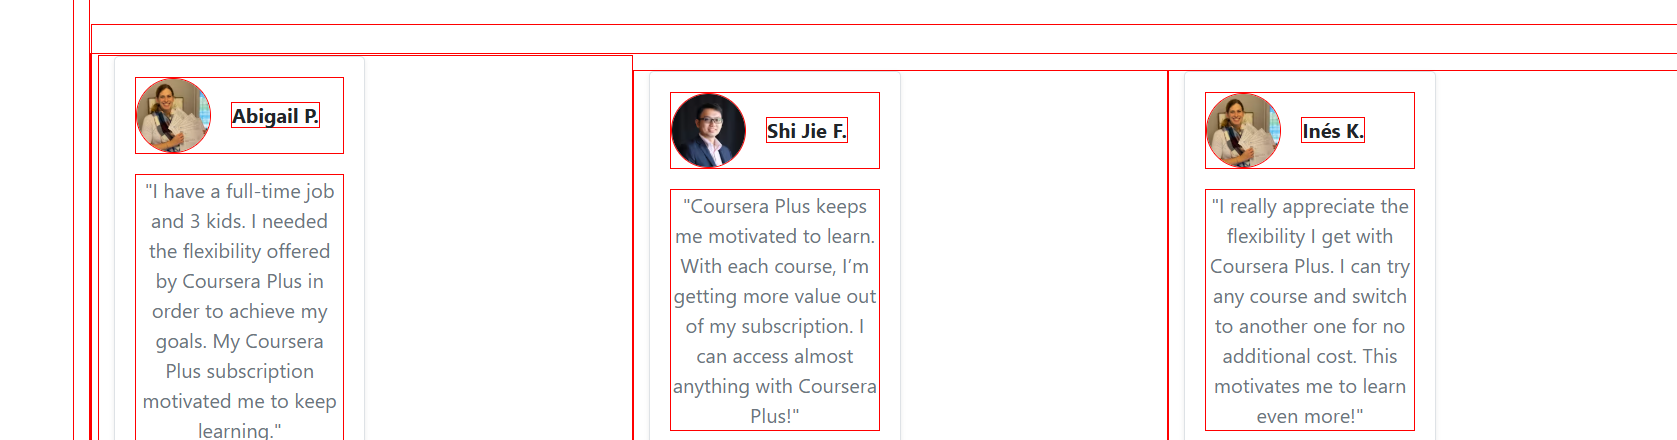 Abigail P.
"I have a full-time job
and 3 kids. I needed
the flexibility offered
by Coursera Plus in
order to achieve my
goals. My Coursera
Plus subscription
motivated me to keep
learning."
Shi Jie F.
"Coursera Plus keeps
me motivated to learn.
With each course, I’m
getting more value out
of my subscription. I
can access almost
anything with Coursera
Plus!"
Inés K.
"I really appreciate the
flexibility I get with
Coursera Plus. I can try
any course and switch
to another one for no
additional cost. This
motivates me to learn
even more!"